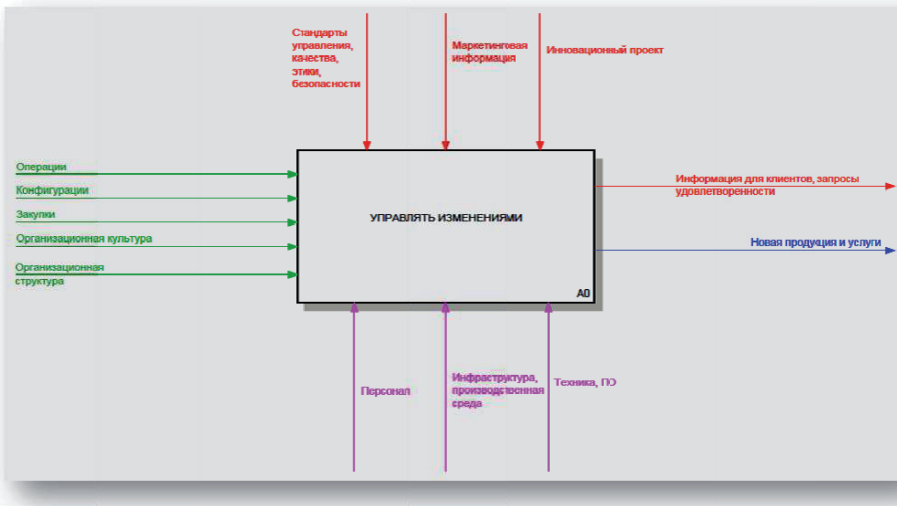 Стандарты
управления,
качества,
этики,
безопасности
Маркетинговая
информация
Инновационный проект
Операции
Конфигурации
Закупки
Организационная культура
Организационная
структура
УПРАВЛЯТЬ ИЗМЕНЕНИЯМИ
A0
Информация для клиентов, запросы
удовлетворенности
Новая продукция и услуги
Персонал
Инфраструктура,
производственная
среда
Техника, ПО